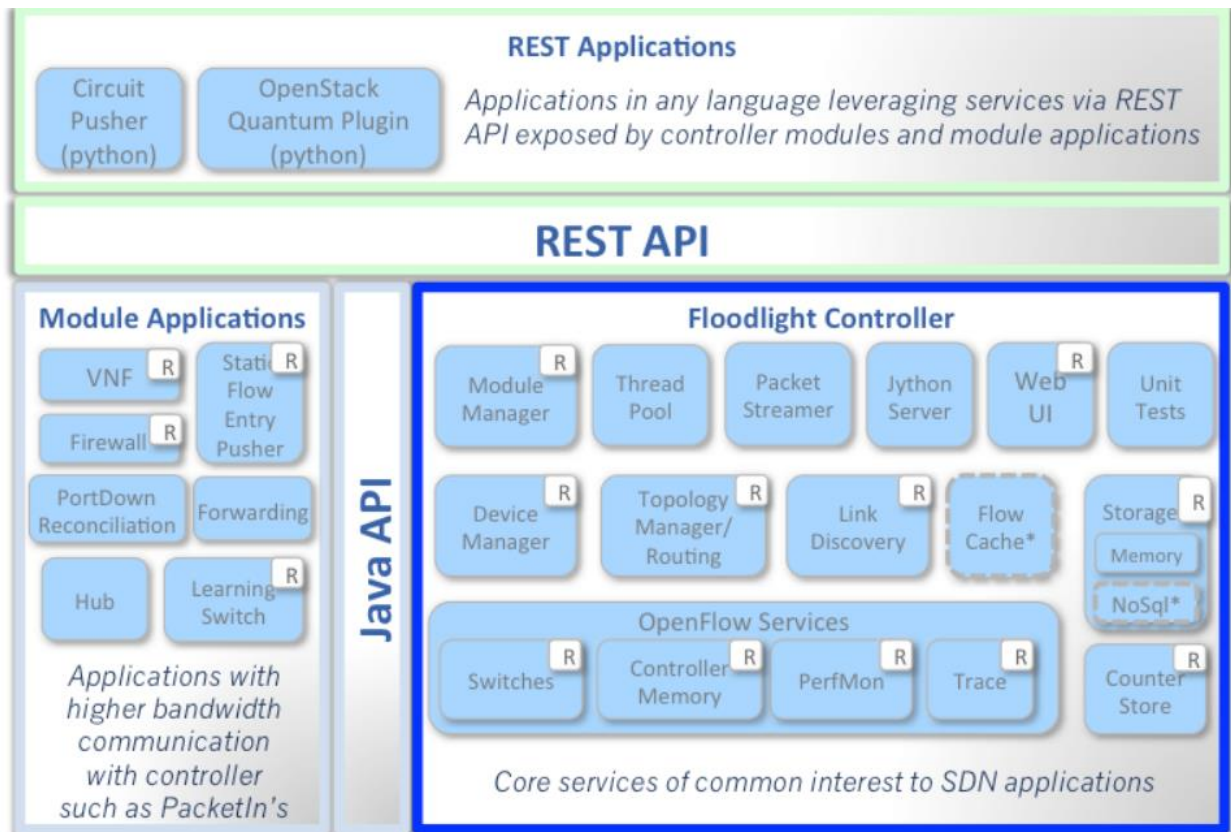 REST Applications
Circuit
Pusher
(python)
OpenStack
Quantum Plugin
(python)
Applications in any language leveraging services via REST
API exposed by controller modules and module applications
REST API
Module Applications
VNF R
Static R
Flow
Entry
Pusher
Firewall R
PortDown
Reconciliation
Forwarding
Hub
Learning R
Switch
Applications with
higher bandwidth
communication
with controller
such as PacketIn's
Java API
Floodlight Controller
Module R
Manager
Thread
Pool
Packet
Streamer
Jython
Server
Web R
UI
Unit
Tests
Device R
Manager
Topology R
Manager/
Routing
Link R
Discovery
Flow
Cache*
Storage R
Memory
NoSql*
OpenFlow Services
Switches R
Controller R
Memory
PerfMon R
Trace R
Counter R
Store
Core services of common interest to SDN applications